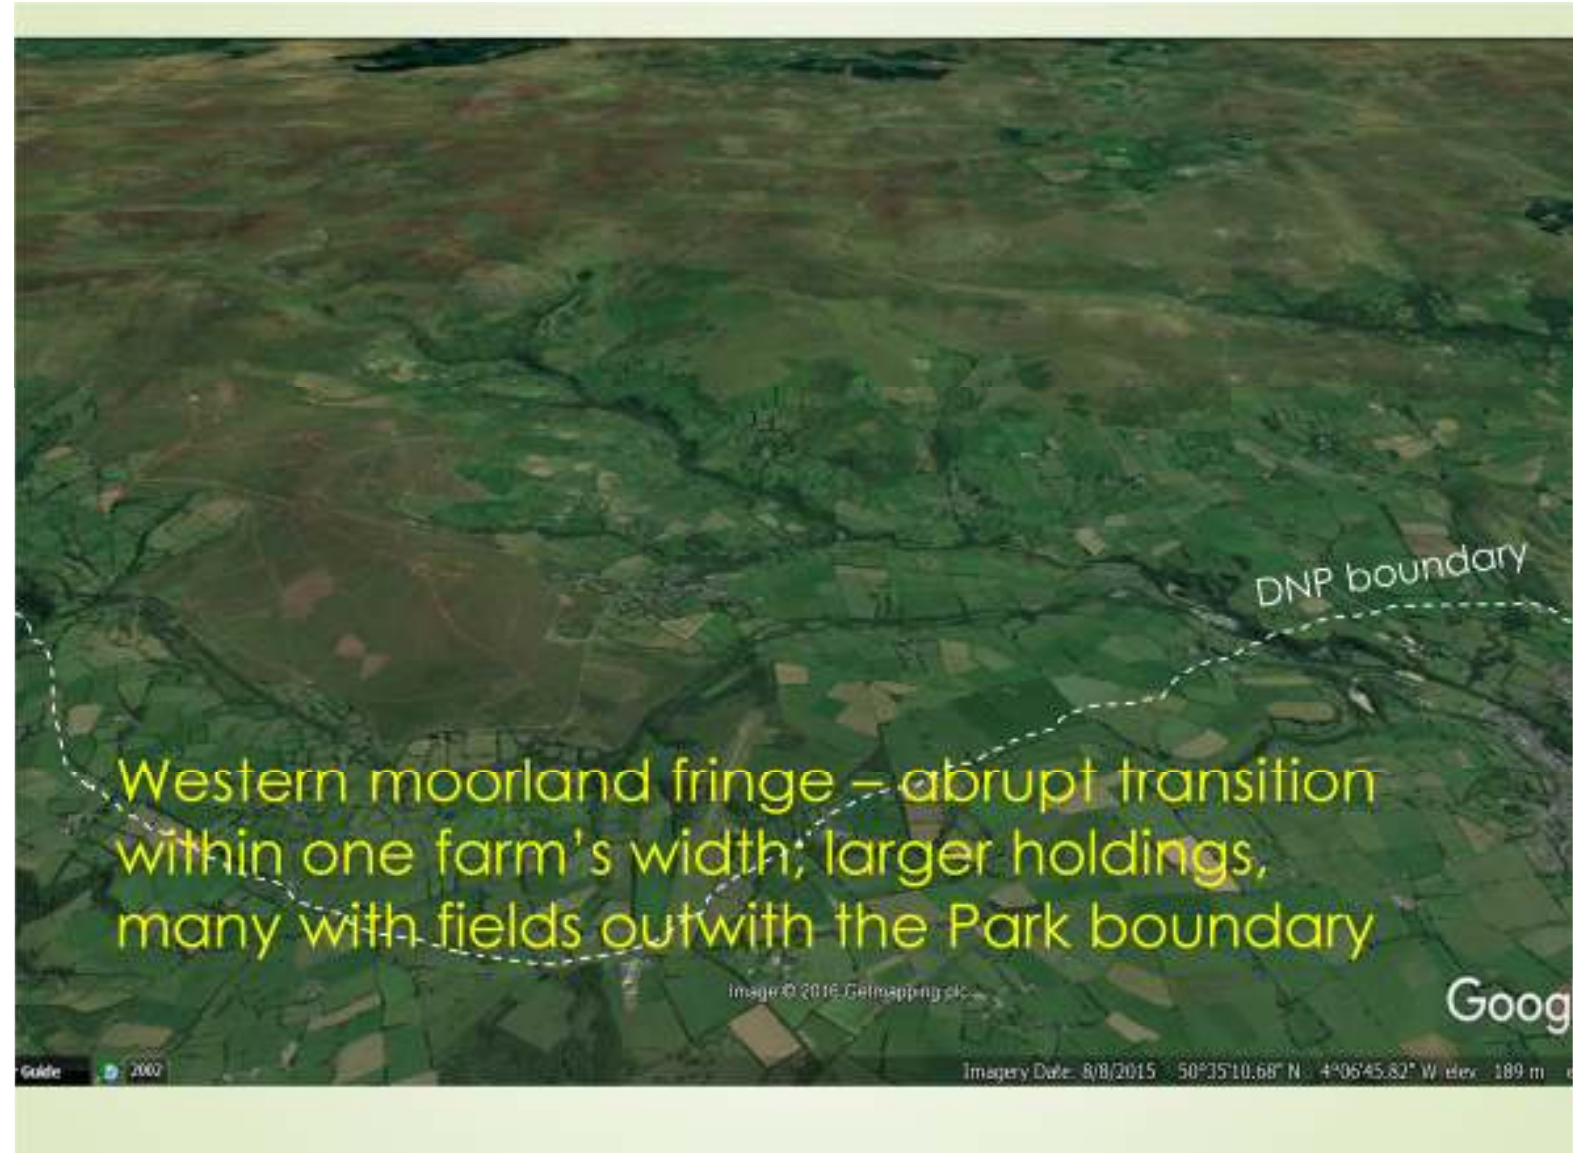 DNP boundary
Western moorland fringe – abrupt transition
within one farm's width; larger holdings,
many with fields outwith the Park boundary
Image © 2016 Getmapping plc
Goog
Guide
2002
Imagery Date: 8/8/2015 50°35'10.68" N 4°06'45.82" W elev 189 m